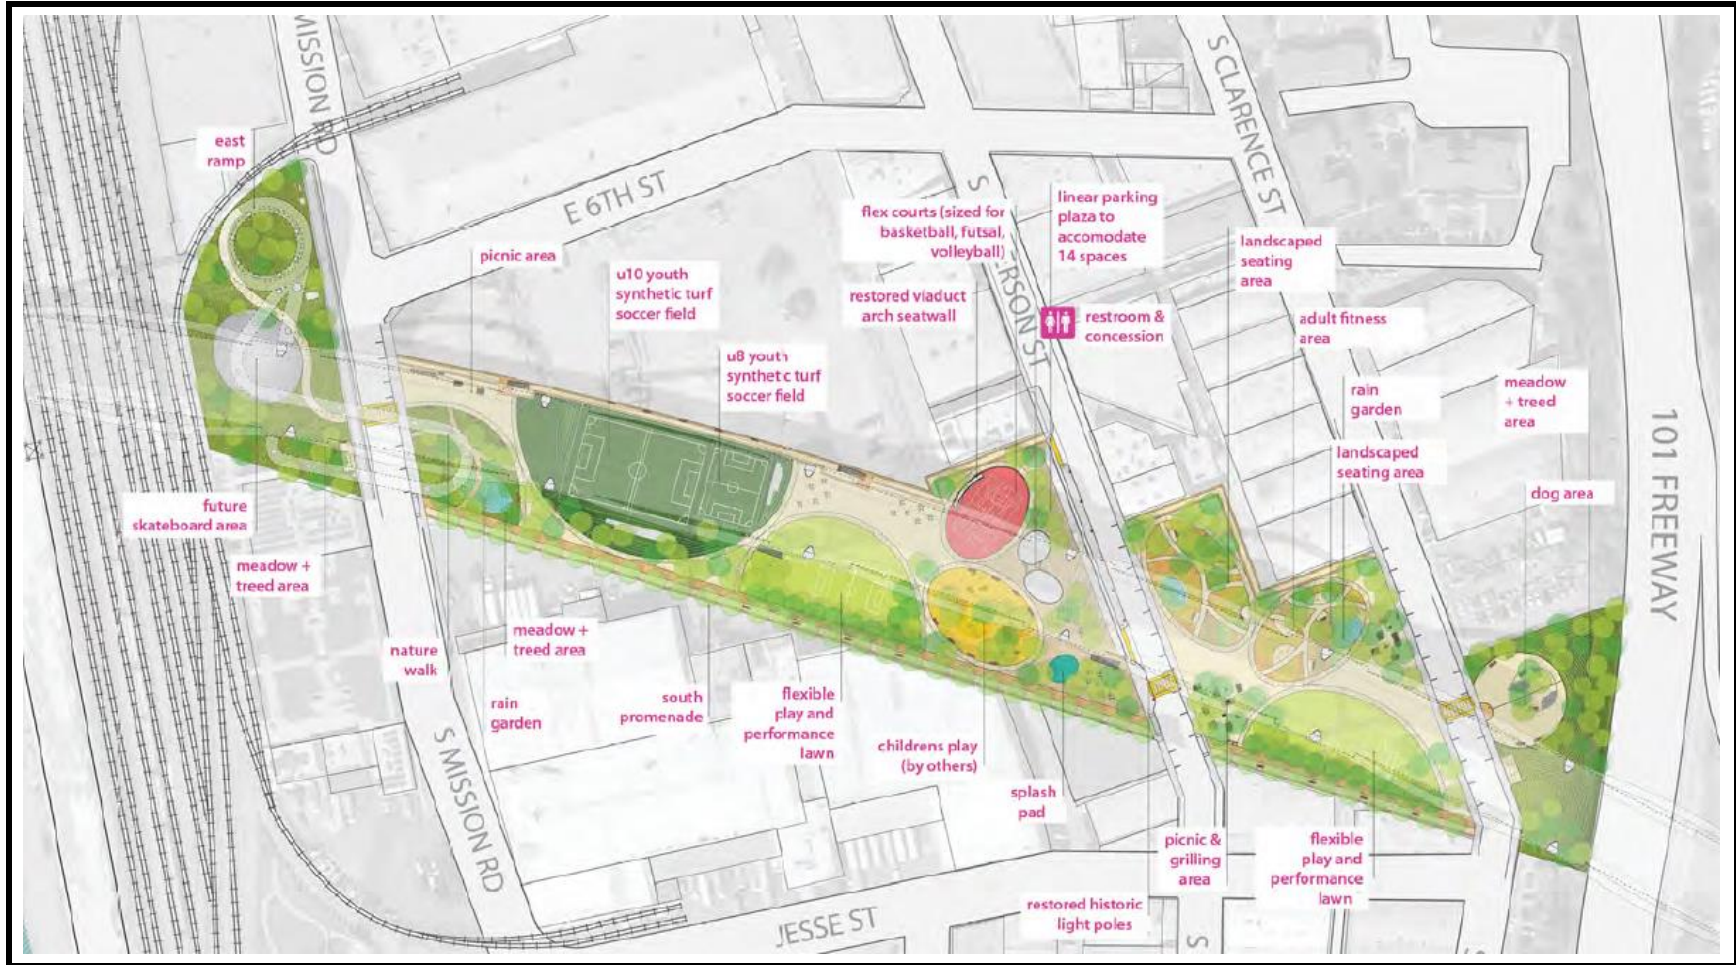 MISSION RD
S CLARENCE ST
east
ramp
E 6TH ST
S
ERSON ST
linear parking
plaza to
accomodate
14 spaces
flex courts (sized for
basketball, futsal,
volleyball)
picnic area
landscaped
seating
area
u10 youth
synthetic turf
soccer field
restored viaduct
arch seatwall
restroom &
concession
adult fitness
area
u8 youth
synthetic turf
soccer field
rain
garden
meadow
+ treed
area
101 FREEWAY
landscaped
seating area
dog area
future
skateboard area
meadow +
treed area
nature
walk
meadow +
treed area
rain
garden
south
promenade
flexible
play and
performance
lawn
childrens play
(by others)
splash
pad
S MISSION RD
picnic &
grilling
area
flexible
play and
performance
lawn
restored historic
light poles
JESSE ST
S